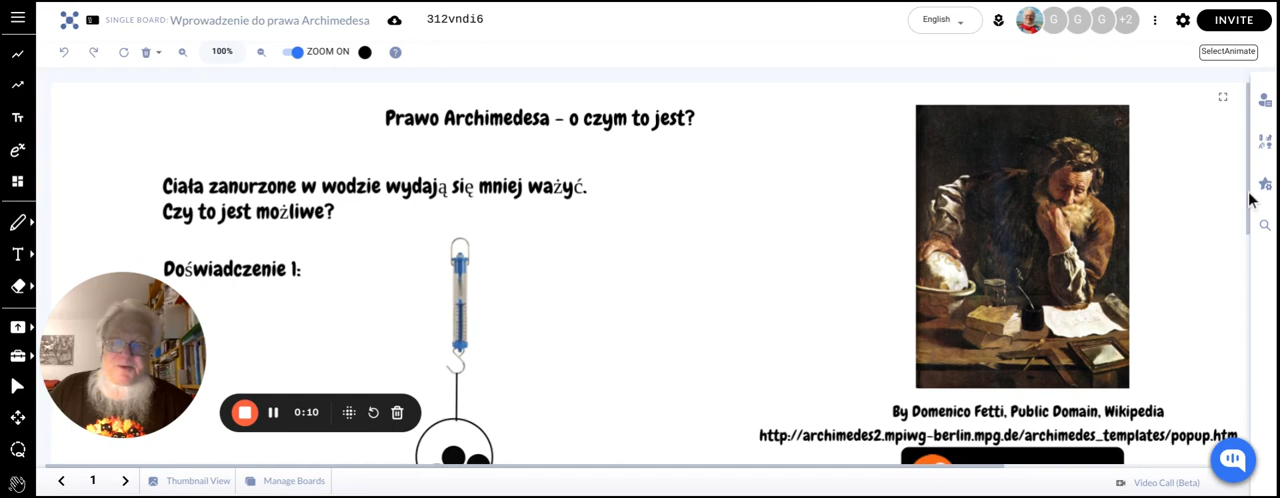 SINGLE BOARD: Wprowadzenie do prawa Archimedesa
312vndi6
English
G G G +2
INVITE
100%
ZOOM ON
SelectAnimate
Prawo Archimedesa - o czym to jest?
Ciała zanurzone w wodzie wydają się mniej ważyć.
Czy to jest możliwe?
Doświadczenie 1:
0:10
By Domenico Fetti, Public Domain, Wikipedia
http://archimedes2.mpiwg-berlin.mpg.de/archimedes_templates/popup.htm
1
Thumbnail View
Manage Boards
Video Call (Beta)